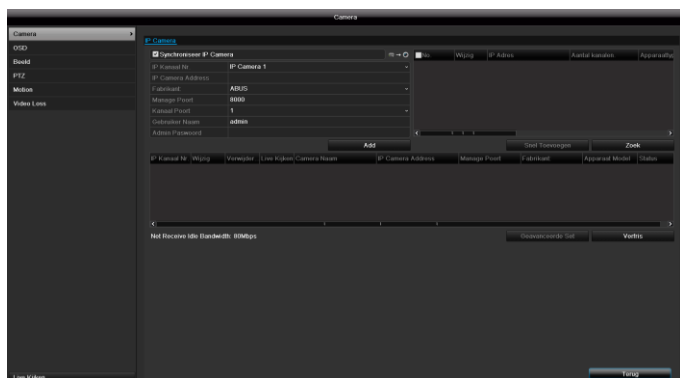 Camera
Camera
OSD
Beeld
PTZ
Motion
Video Loss
IP Camera
Synchroniseer IP Camera
IP Kanaal Nr. IP Camera 1
IP Camera Address
Fabrikant ABUS
Manage Poort 8000
Kanaal Poort 1
Gebruiker Naam admin
Admin Paswoord
No. Wijzig IP Adres Aantal kanalen Apparaatty
Add Snel Toevoegen Zoek
IP Kanaal Nr Wijzig Verwijder Live Kijken Camera Naam IP Camera Address Manage Poort Fabrikant Apparaat Model Status
Net Receive Idle Bandwidth: 80Mbps
Geavanceerde Set Verfris
Live Kijken Terug